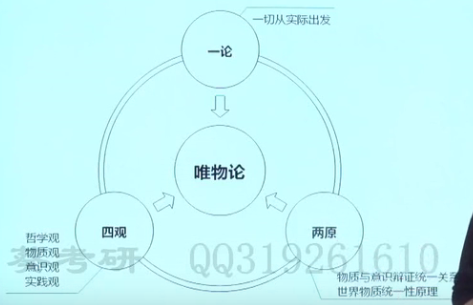 一切从实际出发
一论
唯物论
四观
两原
哲学观
物质观
意识观
实践观
考研
QQ319261610
物质与意识辩证统一关系
世界物质统一性原理